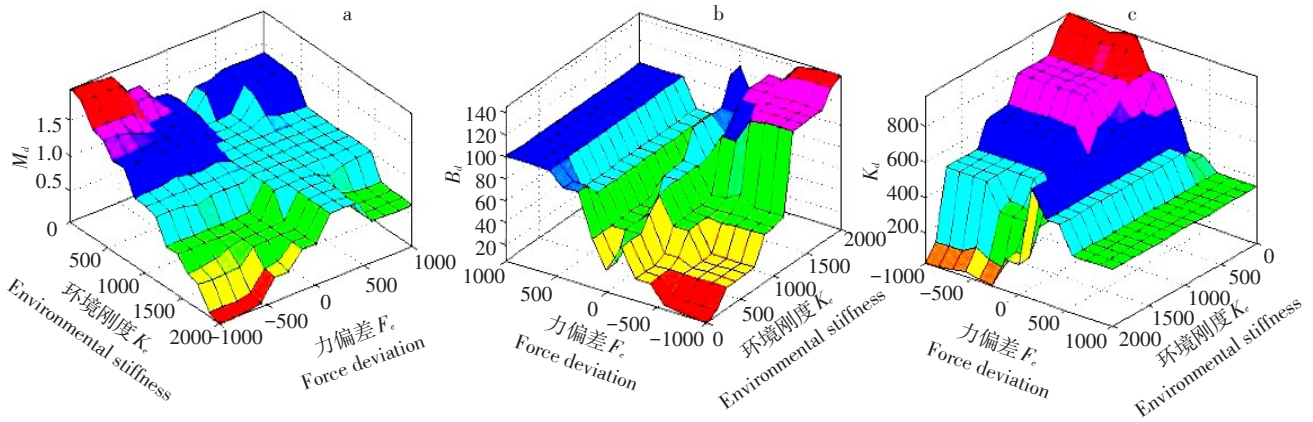 a
1.5
1.0
0.5
0
M_d
500
1000
1500
2000
环境刚度 K_e
Environmental stiffness
-1000
-500
0
500
1000
力偏差 F_e
Force deviation
b
140
120
100
80
60
40
20
B_d
1000
500
0
-500
-1000
力偏差 F_e
Force deviation
0
500
1000
1500
2000
环境刚度 K_e
Environmental stiffness
c
800
600
400
200
K_d
-1000
-500
0
500
1000
力偏差 F_e
Force deviation
2000
1500
1000
500
0
环境刚度 K_e
Environmental stiffness